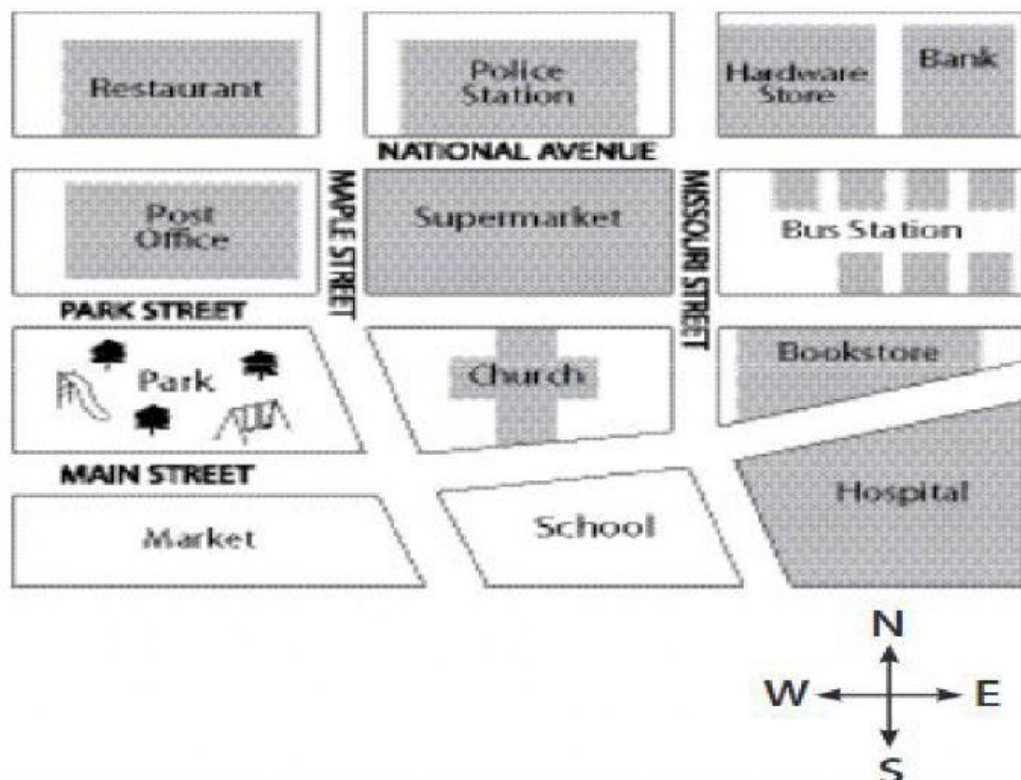 Restaurant
Police
Station
Hardware
Store
Bank
NATIONAL AVENUE
Post
Office
MAPLE STREET
Supermarket
MISSOURI STREET
Bus Station
PARK STREET
Park
Church
Bookstore
MAIN STREET
Market
School
Hospital
N
W E
S